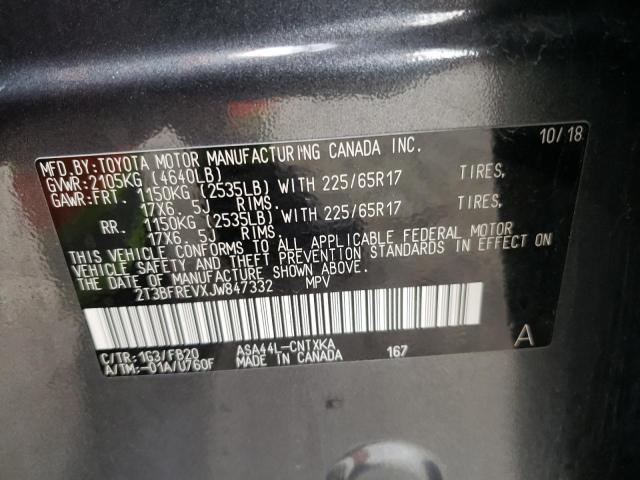 MFD.BY:TOYOTA MOTOR MANUFACTURING CANADA INC. 10/18
GVWR:2105KG (4640LB)
GAWR:FRT. 1150KG (2535LB) WITH 225/65R17 TIRES,
17X6. 5J RIMS.
RR. 1150KG (2535LB) WITH 225/65R17 TIRES,
17X6. 5J RIMS.
THIS VEHICLE CONFORMS TO ALL APPLICABLE FEDERAL MOTOR
VEHICLE SAFETY AND THEFT PREVENTION STANDARDS IN EFFECT ON
THE DATE OF MANUFACTURE SHOWN ABOVE.
2T3BFREVXJW847332 MPV
C/TR:1G3/FB20 ASA44L-CNTXKA 167 A
A/TM:-01A/U760F MADE IN CANADA